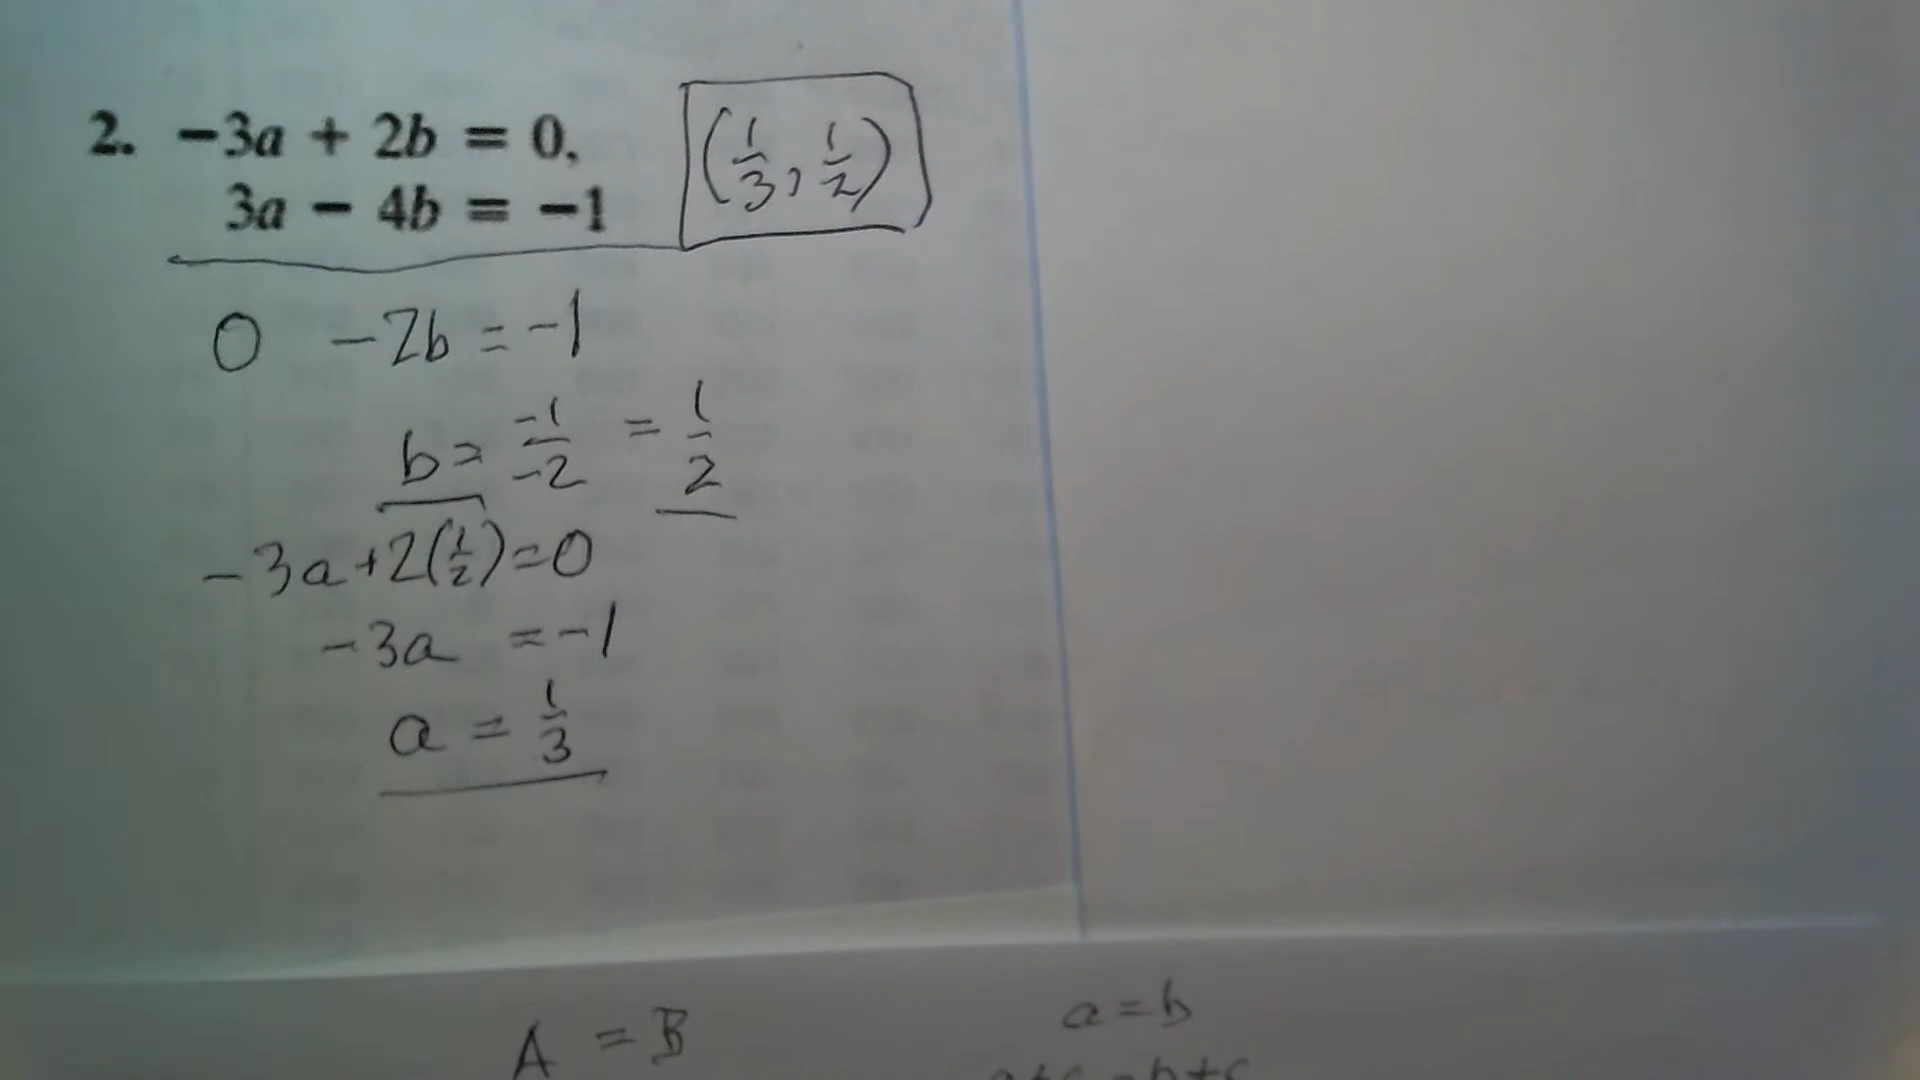 2. -3a + 2b = 0,
3a - 4b = -1
(1/3, 1/2)
0 -2b = -1
b = -1/-2 = 1/2
-3a + 2(1/2) = 0
-3a = -1
a = 1/3
A = B
a = b
a+c = b+c